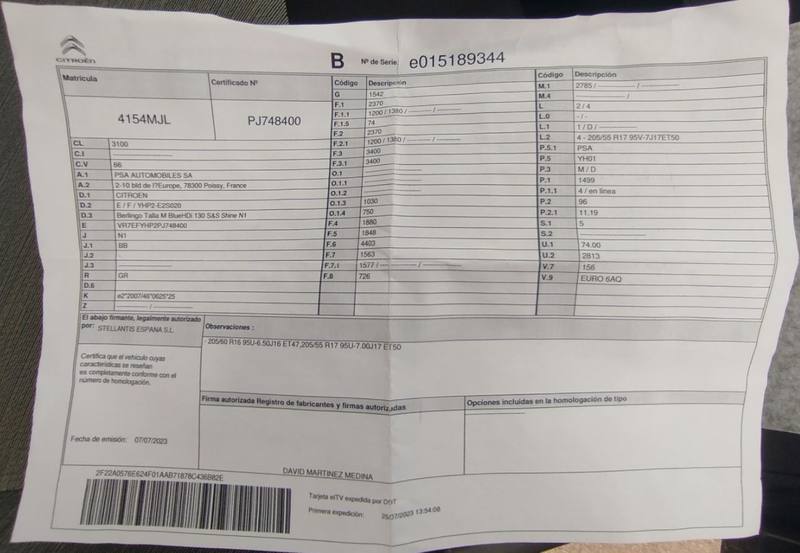 CITROËN
B Nº de Serie: e015189344
Matrícula Certificado Nº
4154MJL PJ748400
CL 3100
C.I
C.V 66
A.1 PSA AUTOMOBILES SA
A.2 2-10 bld de l?Europe, 78300 Poissy, France
D.1 CITROEN
D.2 E / F / YHP2-E2S020
D.3 Berlingo Talla M BlueHDi 130 S&S Shine N1
E VR7EFYHP2PJ748400
J N1
J.1 BB
J.2
J.3
R GR
D.6
K e2*2007/46*0625*25
Z
Código Descripción
G 1542
F.1 2370
F.1.1 1200 / 1380 /
F.1.5 74
F.2 2370
F.2.1 1200 / 1380 /
F.3 3400
F.3.1 3400
O.1
O.1.1
O.1.2
O.1.3 1030
O.1.4 750
F.4 1880
F.5 1848
F.6 4403
F.7 1563
F.7.1 1577 /
F.8 726
Código Descripción
M.1 2785 /
M.4 /
L 2 / 4
L.0 - / -
L.1 1 / D /
L.2 4 - 205/55 R17 95V-7J17ET50
P.5.1 PSA
P.5 YH01
P.3 M / D
P.1 1499
P.1.1 4 / en linea
P.2 96
P.2.1 11.19
S.1 5
S.2
U.1 74.00
U.2 2813
V.7 156
V.9 EURO 6AQ
El abajo firmante, legalmente autorizado
por: STELLANTIS ESPANA S.L
Certifica que el vehículo cuyas
características se reseñan
es completamente conforme con el
número de homologación.
Fecha de emisión: 07/07/2023
Observaciones :
- 205/60 R16 95U-6.50J16 ET47,205/55 R17 95U-7.00J17 ET50
Firma autorizada Registro de fabricantes y firmas autorizadas
DAVID MARTINEZ MEDINA
Opciones incluidas en la homologación de tipo
2F22A0576E624F01AAB71878C436B82E
Tarjeta eITV expedida por DGT
Primera expedición: 25/07/2023 13:54:08